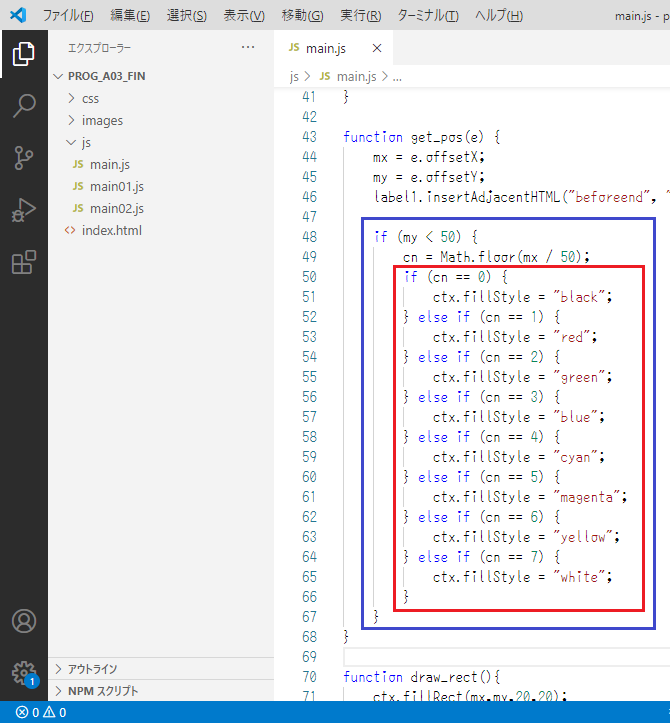 ファイル(F) 編集(E) 選択(S) 表示(V) 移動(G) 実行(R) ターミナル(T) ヘルプ(H) main.js - p
エクスプローラー ...
PROG_A03_FIN
css
images
js
JS main.js
JS main01.js
JS main02.js
<> index.html
アウトライン
NPM スクリプト
1
0 0
JS main.js ×
js > JS main.js > ...
41 }
42
43 function get_pos(e) {
44 mx = e.offsetX;
45 my = e.offsetY;
46 label1.insertAdjacentHTML("beforeend", "
47
48 if (my < 50) {
49 cn = Math.floor(mx / 50);
50 if (cn == 0) {
51 ctx.fillStyle = "black";
52 } else if (cn == 1) {
53 ctx.fillStyle = "red";
54 } else if (cn == 2) {
55 ctx.fillStyle = "green";
56 } else if (cn == 3) {
57 ctx.fillStyle = "blue";
58 } else if (cn == 4) {
59 ctx.fillStyle = "cyan";
60 } else if (cn == 5) {
61 ctx.fillStyle = "magenta";
62 } else if (cn == 6) {
63 ctx.fillStyle = "yellow";
64 } else if (cn == 7) {
65 ctx.fillStyle = "white";
66 }
67 }
68 }
69
70 function draw_rect(){
71 ctx.fillRect(mx,my,20,20);